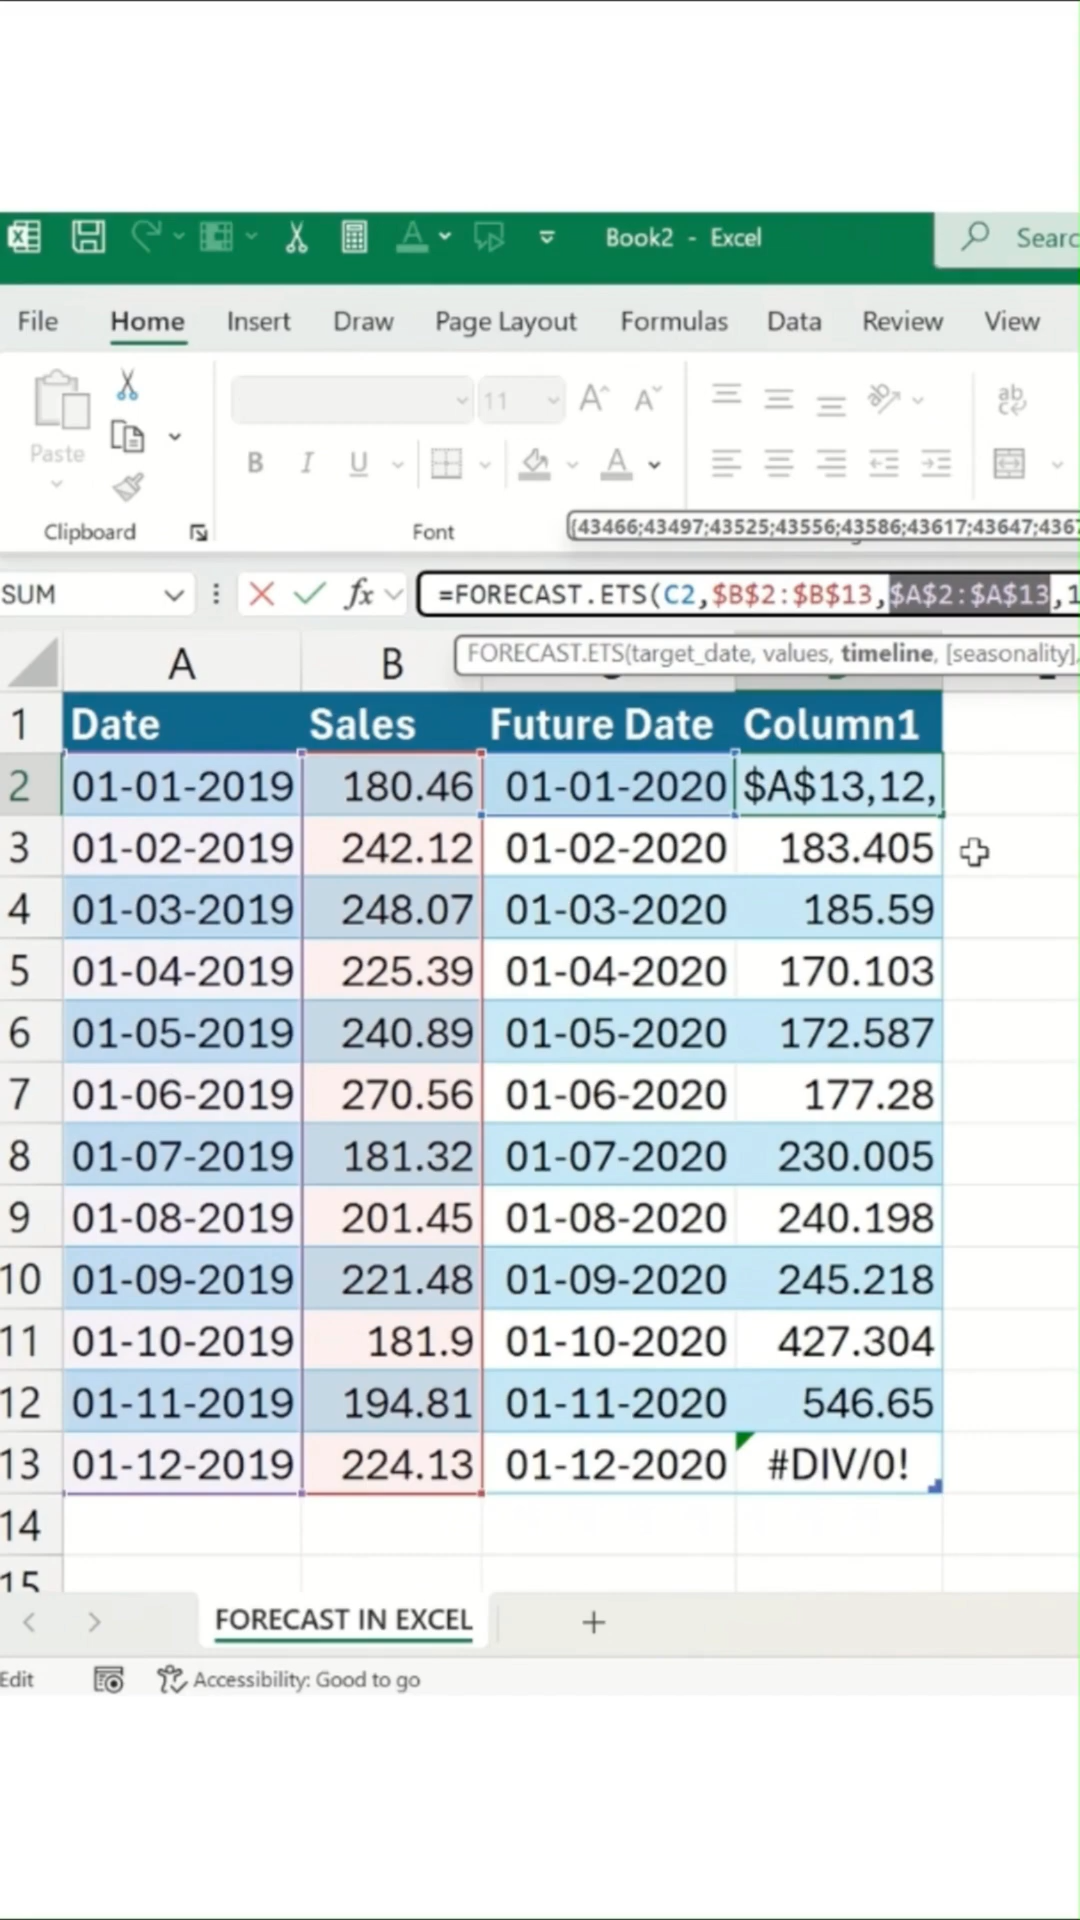 Book2 - Excel
Searc
File Home Insert Draw Page Layout Formulas Data Review View
11
Paste
B I U
ab
Clipboard
Font
{43466;43497;43525;43556;43586;43617;43647;4367
SUM
fx
=FORECAST.ETS(C2,$B$2:$B$13,$A$2:$A$13,1
FORECAST.ETS(target_date, values, timeline, [seasonality],
A B
1 Date Sales Future Date Column1
2 01-01-2019 180.46 01-01-2020 $A$13,12,
3 01-02-2019 242.12 01-02-2020 183.405
4 01-03-2019 248.07 01-03-2020 185.59
5 01-04-2019 225.39 01-04-2020 170.103
6 01-05-2019 240.89 01-05-2020 172.587
7 01-06-2019 270.56 01-06-2020 177.28
8 01-07-2019 181.32 01-07-2020 230.005
9 01-08-2019 201.45 01-08-2020 240.198
10 01-09-2019 221.48 01-09-2020 245.218
11 01-10-2019 181.9 01-10-2020 427.304
12 01-11-2019 194.81 01-11-2020 546.65
13 01-12-2019 224.13 01-12-2020 #DIV/0!
14
15
FORECAST IN EXCEL
Edit
Accessibility: Good to go